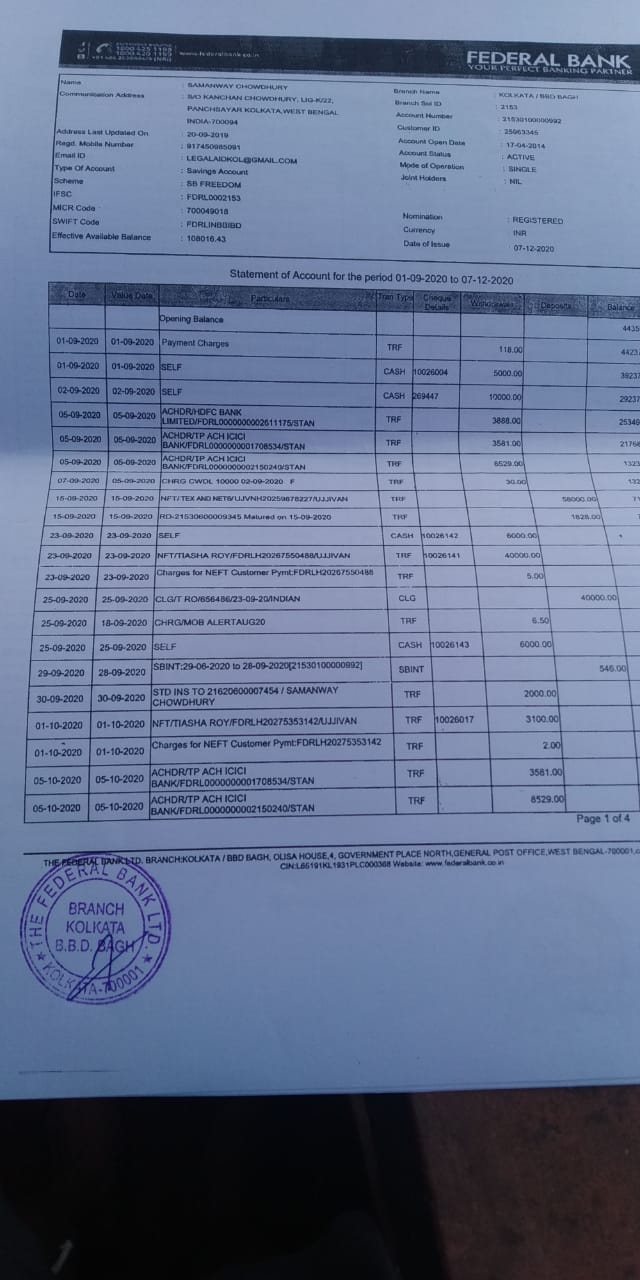 1800 425 1199
1800 420 1199
www.federalbank.co.in
FEDERAL BANK
YOUR PERFECT BANKING PARTNER
Name : SAMANWAY CHOWDHURY
Communication Address : S/O KANCHAN CHOWDHURY, LIG-K/22,
PANCHSAYAR KOLKATA,WEST BENGAL
INDIA-700094
Address Last Updated On : 20-09-2019
Regd. Mobile Number : 917450985091
Email ID : LEGALAIDKOL@GMAIL.COM
Type Of Account : Savings Account
Scheme : SB FREEDOM
IFSC : FDRL0002153
MICR Code : 700049018
SWIFT Code : FDRLINBBIBD
Effective Available Balance : 108016.43
Branch Name : KOLKATA / BBD BAGH
Branch Sol ID : 2153
Account Number : 21530100000992
Customer ID : 25963345
Account Open Date : 17-04-2014
Account Status : ACTIVE
Mode of Operation : SINGLE
Joint Holders : NIL
Nomination : REGISTERED
Currency INR
Date of Issue : 07-12-2020
Statement of Account for the period 01-09-2020 to 07-12-2020
Date Value Date Particulars Tran Type Cheque Details Withdrawals Deposits Balance
Opening Balance 4435
01-09-2020 01-09-2020 Payment Charges TRF 118.00 4423
01-09-2020 01-09-2020 SELF CASH 10026004 5000.00 3923
02-09-2020 02-09-2020 SELF CASH 269447 10000.00 2923
05-09-2020 05-09-2020 ACHDR/HDFC BANK
LIMITED/FDRL0000000002611175/STAN TRF 3888.00 25349
05-09-2020 05-09-2020 ACHDR/TP ACH ICICI
BANK/FDRL0000000001708534/STAN TRF 3581.00 2176
05-09-2020 05-09-2020 ACHDR/TP ACH ICICI
BANK/FDRL0000000002150240/STAN TRF 8529.00 1323
07-09-2020 05-09-2020 CHRG CWDL 10000 02-09-2020 F TRF 30.00 132
15-09-2020 15-09-2020 NFT/TEX AND NETS/UJVNH20259878227/UJJIVAN TRF 58000.00 7
15-09-2020 15-09-2020 RD-21530600009345 Matured on 15-09-2020 TRF 1828.00
23-09-2020 23-09-2020 SELF CASH 10026142 6000.00
23-09-2020 23-09-2020 NFT/TIASHA ROY/FDRLH20267550488/UJJIVAN TRF 10026141 40000.00
23-09-2020 23-09-2020 Charges for NEFT Customer Pymt:FDRLH20267550488 TRF 5.00
25-09-2020 25-09-2020 CLG/T RO/656486/23-09-20/INDIAN CLG 40000.00
25-09-2020 18-09-2020 CHRG/MOB ALERTAUG20 TRF 6.50
25-09-2020 25-09-2020 SELF CASH 10026143 6000.00
29-09-2020 28-09-2020 SBINT:29-06-2020 to 28-09-2020[21530100000992] SBINT 546.00
30-09-2020 30-09-2020 STD INS TO 21620600007454 / SAMANWAY
CHOWDHURY TRF 2000.00
01-10-2020 01-10-2020 NFT/TIASHA ROY/FDRLH20275353142/UJJIVAN TRF 10026017 3100.00
01-10-2020 01-10-2020 Charges for NEFT Customer Pymt:FDRLH20275353142 TRF 2.00
05-10-2020 05-10-2020 ACHDR/TP ACH ICICI
BANK/FDRL0000000001708534/STAN TRF 3581.00
05-10-2020 05-10-2020 ACHDR/TP ACH ICICI
BANK/FDRL0000000002150240/STAN TRF 8529.00
Page 1 of 4
THE FEDERAL BANK LTD. BRANCH:KOLKATA / BBD BAGH, OLISA HOUSE,4, GOVERNMENT PLACE NORTH,GENERAL POST OFFICE,WEST BENGAL-700001
CIN:L65191KL1931PLC000368 Website: www.federalbank.co.in
THE FEDERAL BANK LTD.
BRANCH
KOLKATA
B.B.D. BAGH
KOLKATA-700001